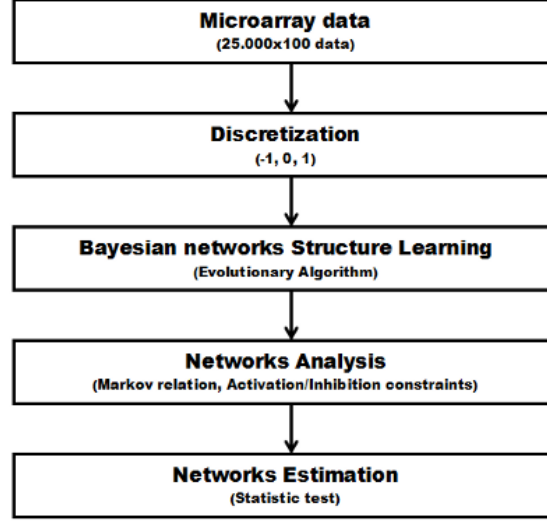 Microarray data
(25.000x100 data)
Discretization
(-1, 0, 1)
Bayesian networks Structure Learning
(Evolutionary Algorithm)
Networks Analysis
(Markov relation, Activation/Inhibition constraints)
Networks Estimation
(Statistic test)